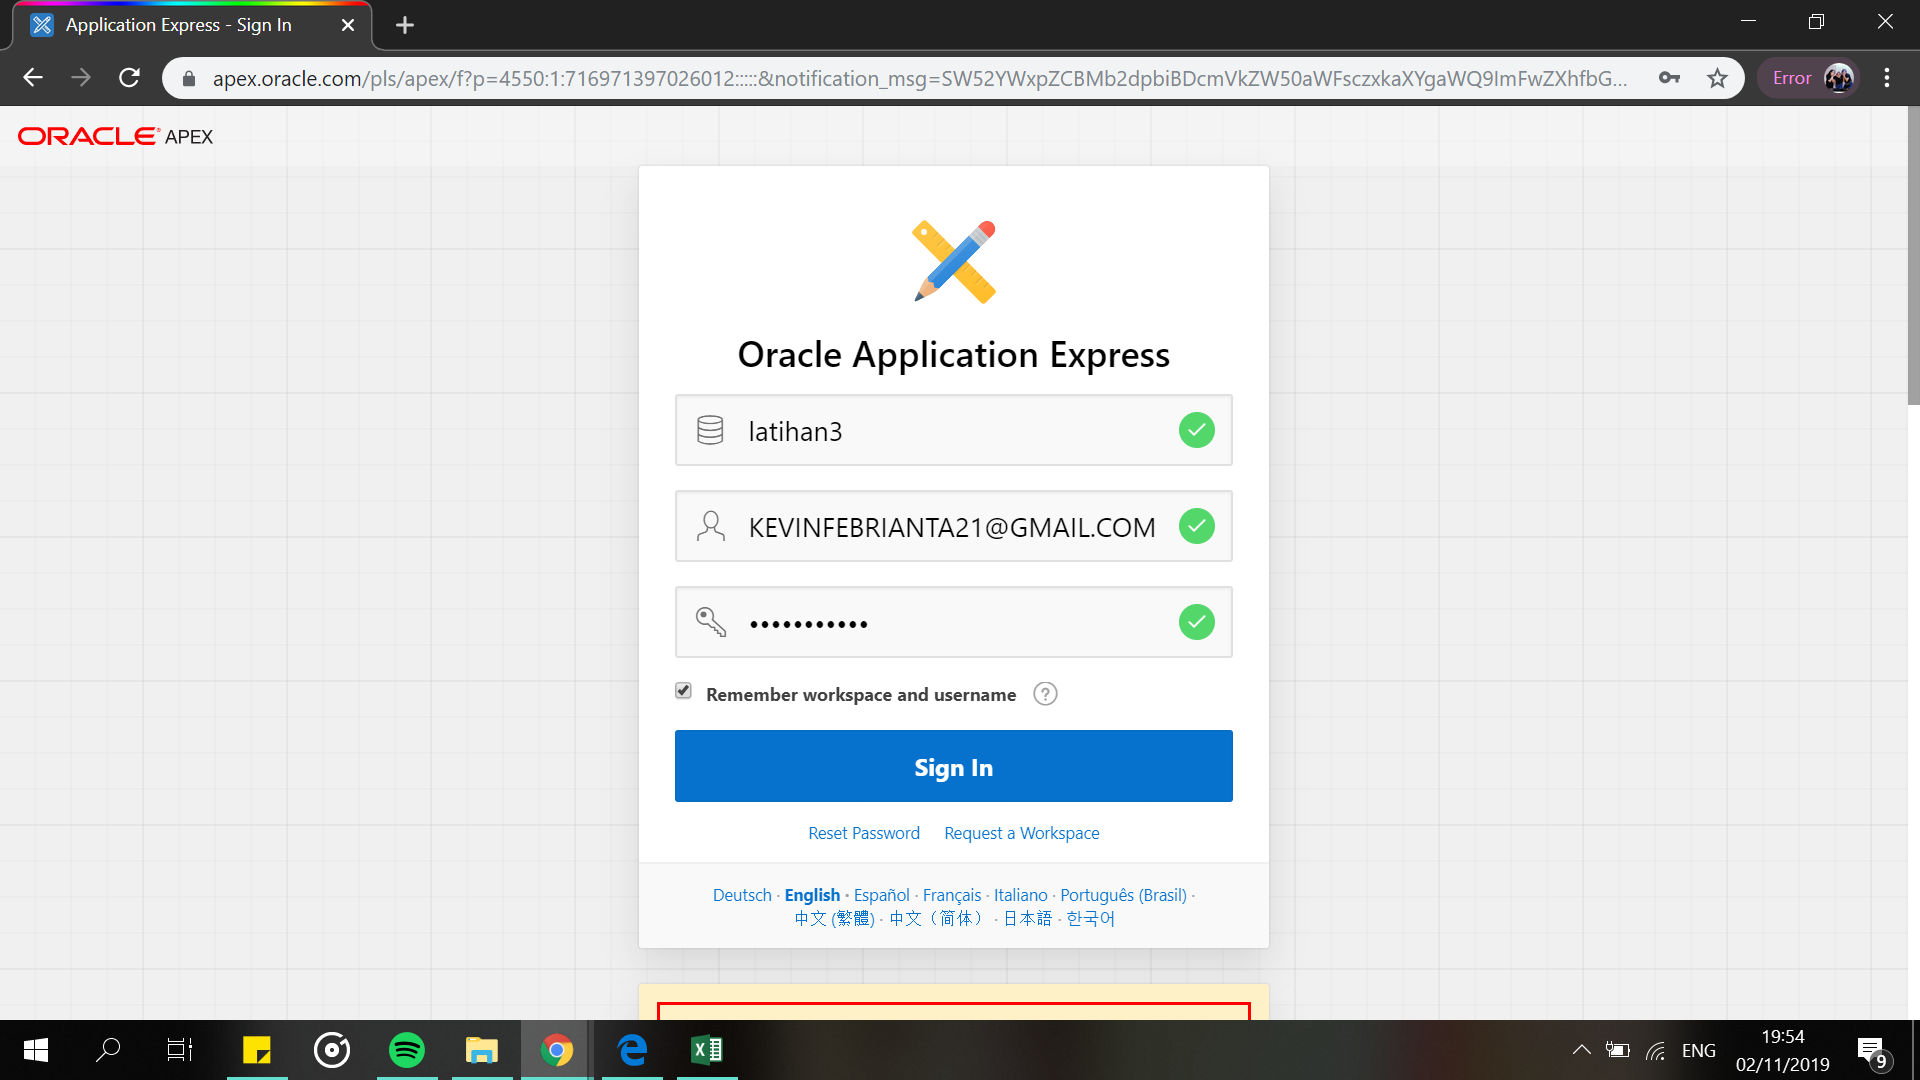 Application Express - Sign In
apex.oracle.com/pls/apex/f?p=4550:1:716971397026012:::::&notification_msg=SW52YWxpZCBMb2dpbiBDcmVkZW50aWFsczxkaXYgaWQ9ImFwZXhfbG...
Error
ORACLE APEX
Oracle Application Express
latihan3
KEVINFEBRIANTA21@GMAIL.COM
Remember workspace and username ?
Sign In
Reset Password Request a Workspace
Deutsch · English · Español · Français · Italiano · Português (Brasil) ·
中文 (繁體) · 中文（简体） · 日本語 · 한국어
ENG
19:54
02/11/2019
9